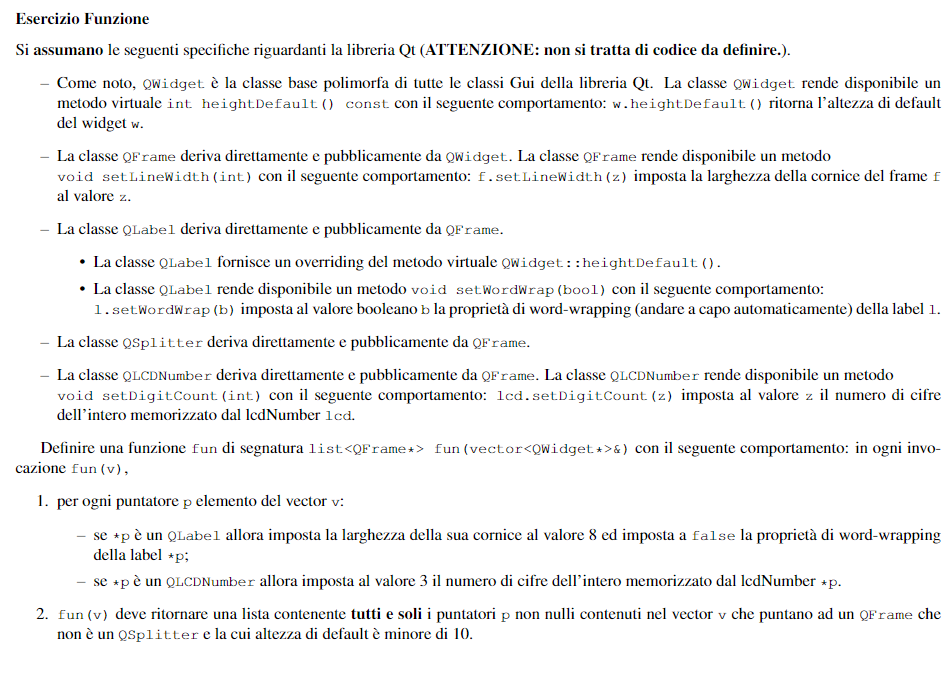 Esercizio Funzione
Si assumano le seguenti specifiche riguardanti la libreria Qt (ATTENZIONE: non si tratta di codice da definire.).
– Come noto, QWidget è la classe base polimorfa di tutte le classi Gui della libreria Qt. La classe QWidget rende disponibile un
metodo virtuale int heightDefault() const con il seguente comportamento: w.heightDefault() ritorna l'altezza di default
del widget w.
– La classe QFrame deriva direttamente e pubblicamente da QWidget. La classe QFrame rende disponibile un metodo
void setLineWidth(int) con il seguente comportamento: f.setLineWidth(z) imposta la larghezza della cornice del frame f
al valore z.
– La classe QLabel deriva direttamente e pubblicamente da QFrame.
• La classe QLabel fornisce un overriding del metodo virtuale QWidget::heightDefault().
• La classe QLabel rende disponibile un metodo void setWordWrap(bool) con il seguente comportamento:
l.setWordWrap(b) imposta al valore booleano b la proprietà di word-wrapping (andare a capo automaticamente) della label l.
– La classe QSplitter deriva direttamente e pubblicamente da QFrame.
– La classe QLCDNumber deriva direttamente e pubblicamente da QFrame. La classe QLCDNumber rende disponibile un metodo
void setDigitCount(int) con il seguente comportamento: lcd.setDigitCount(z) imposta al valore z il numero di cifre
dell'intero memorizzato dal lcdNumber lcd.
Definire una funzione fun di segnatura list<QFrame*> fun(vector<QWidget*>&) con il seguente comportamento: in ogni invo-
cazione fun(v),
1. per ogni puntatore p elemento del vector v:
– se *p è un QLabel allora imposta la larghezza della sua cornice al valore 8 ed imposta a false la proprietà di word-wrapping
della label *p;
– se *p è un QLCDNumber allora imposta al valore 3 il numero di cifre dell'intero memorizzato dal lcdNumber *p.
2. fun(v) deve ritornare una lista contenente tutti e soli i puntatori p non nulli contenuti nel vector v che puntano ad un QFrame che
non è un QSplitter e la cui altezza di default è minore di 10.